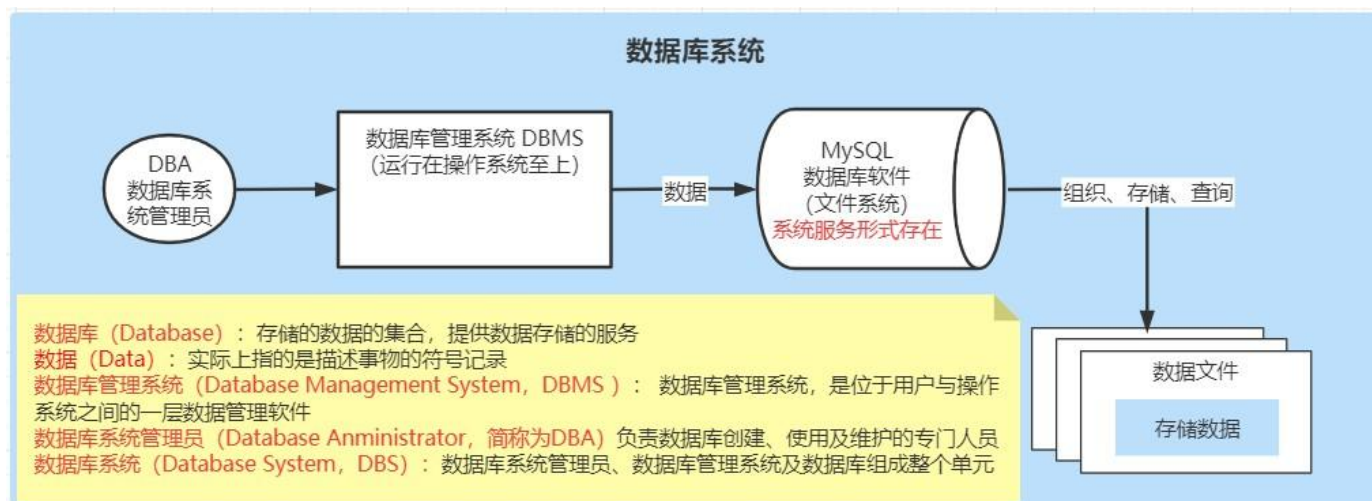 数据库系统
DBA
数据库系
统管理员
数据库管理系统 DBMS
（运行在操作系统至上）
数据
MySQL
数据库软件
(文件系统)
系统服务形式存在
组织、存储、查询
数据库（Database）：存储的数据的集合，提供数据存储的服务
数据（Data）：实际上指的是描述事物的符号记录
数据库管理系统（Database Management System，DBMS ）： 数据库管理系统，是位于用户与操作
系统之间的一层数据管理软件
数据库系统管理员（Database Anministrator，简称为DBA）负责数据库创建、使用及维护的专门人员
数据库系统（Database System，DBS）：数据库系统管理员、数据库管理系统及数据库组成整个单元
数据文件
存储数据